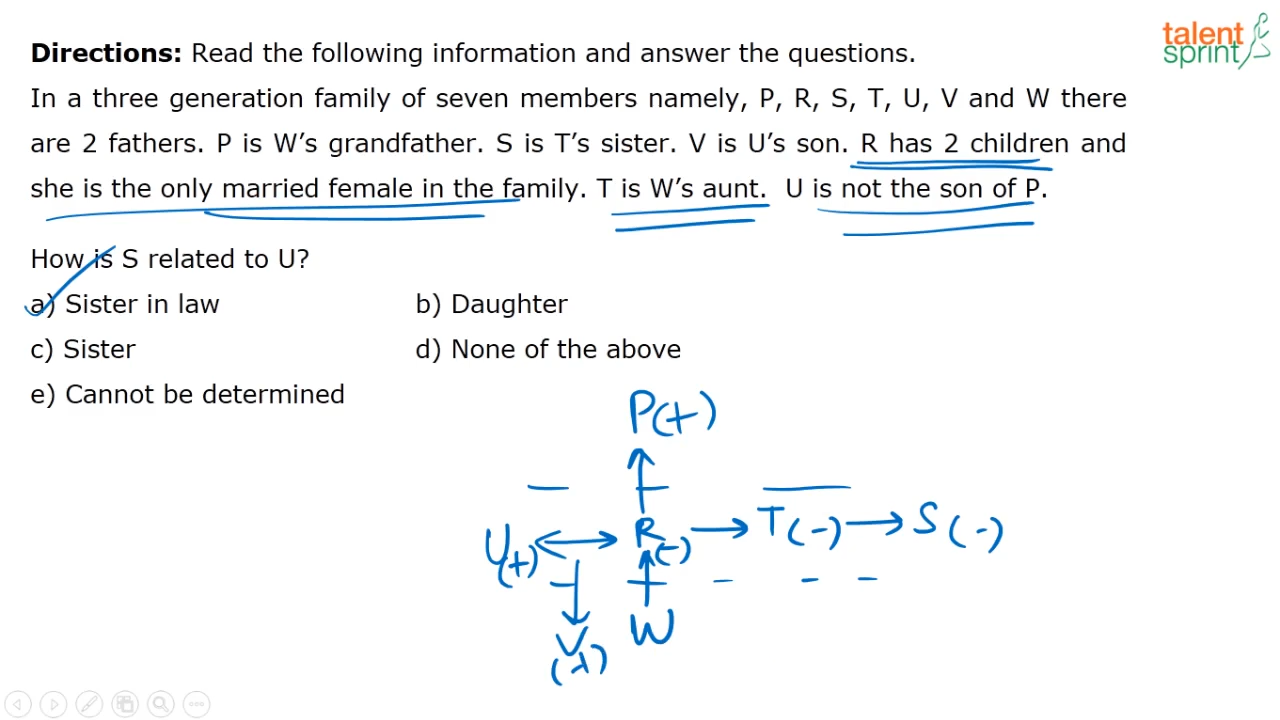 talent
sprint
Directions: Read the following information and answer the questions.
In a three generation family of seven members namely, P, R, S, T, U, V and W there
are 2 fathers. P is W's grandfather. S is T's sister. V is U's son. R has 2 children and
she is the only married female in the family. T is W's aunt. U is not the son of P.
How is S related to U?
a) Sister in law b) Daughter
c) Sister d) None of the above
e) Cannot be determined
P(+)
U(+) R(-) T(-) S(-)
V(+) W